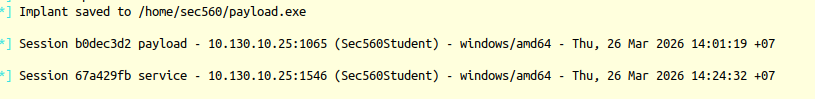 *] Implant saved to /home/sec560/payload.exe
*] Session b0dec3d2 payload - 10.130.10.25:1065 (Sec560Student) - windows/amd64 - Thu, 26 Mar 2026 14:01:19 +07
*] Session 67a429fb service - 10.130.10.25:1546 (Sec560Student) - windows/amd64 - Thu, 26 Mar 2026 14:24:32 +07